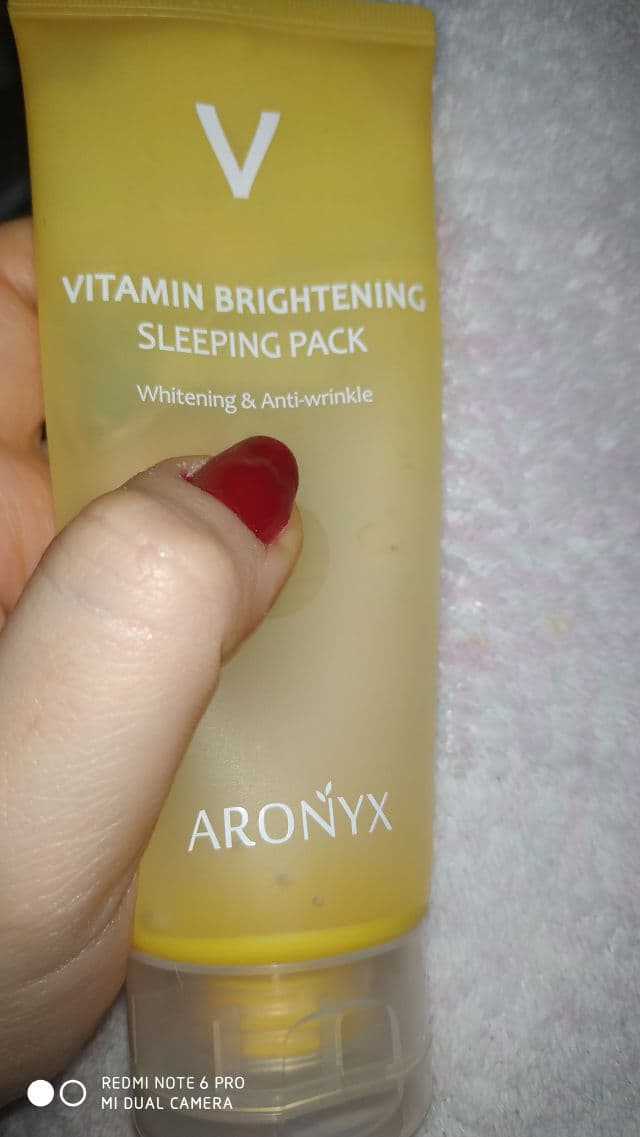 V
VITAMIN BRIGHTENING
SLEEPING PACK
Whitening & Anti-wrinkle
ARONYX
REDMI NOTE 6 PRO
MI DUAL CAMERA